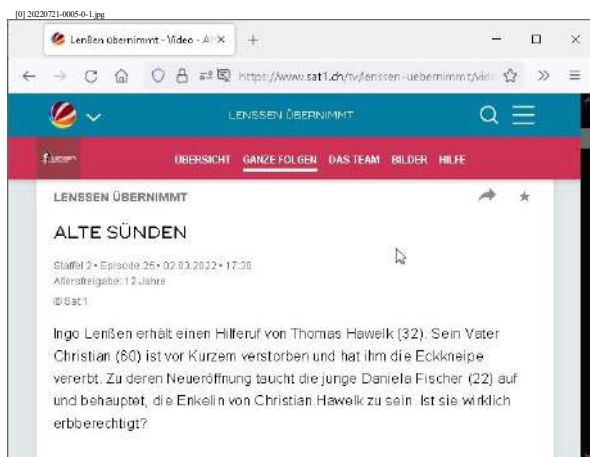 [0] 20220721-0005-0-1.jpg
Lenßen übernimmt - Video - A
https://www.sat1.ch/tv/lenssen-uebernimmt/vid
LENSSEN ÜBERNIMMT
ÜBERSICHT GANZE FOLGEN DAS TEAM BILDER HILFE
LENSSEN ÜBERNIMMT
ALTE SÜNDEN
Staffel 2 • Episode 25 • 02.03.2022 • 17:30
Altersfreigabe: 12 Jahre
© Sat.1
Ingo Lenßen erhält einen Hilferuf von Thomas Hawelk (32). Sein Vater
Christian (60) ist vor Kurzem verstorben und hat ihm die Eckkneipe
vererbt. Zu deren Neueröffnung taucht die junge Daniela Fischer (22) auf
und behauptet, die Enkelin von Christian Hawelk zu sein. Ist sie wirklich
erbberechtigt?